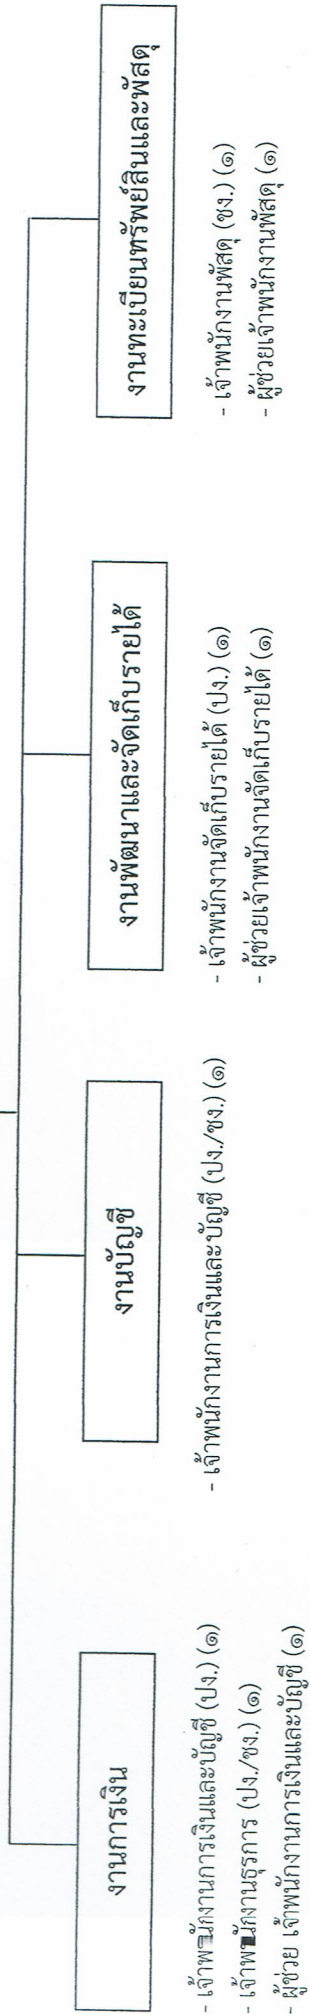 งานการเงิน
- เจ้าพนักงานการเงินและบัญชี (ปง.) (๑)
- เจ้าพนักงานธุรการ (ปง./ชง.) (๑)
- ผู้ช่วย เจ้าพนักงานการเงินและบัญชี (๑)
งานบัญชี
- เจ้าพนักงานการเงินและบัญชี (ปง./ชง.) (๑)
งานพัฒนาและจัดเก็บรายได้
- เจ้าพนักงานจัดเก็บรายได้ (ปง.) (๑)
- ผู้ช่วยเจ้าพนักงานจัดเก็บรายได้ (๑)
งานทะเบียนทรัพย์สินและพัสดุ
- เจ้าพนักงานพัสดุ (ชง.) (๑)
- ผู้ช่วยเจ้าพนักงานพัสดุ (๑)